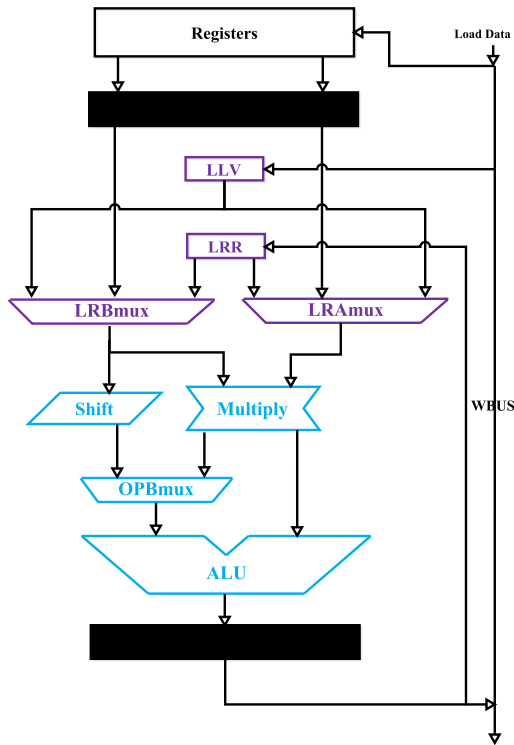 Registers
Load Data
LLV
LRR
LRBmux
LRAmux
Shift
Multiply
WBUS
OPBmux
ALU